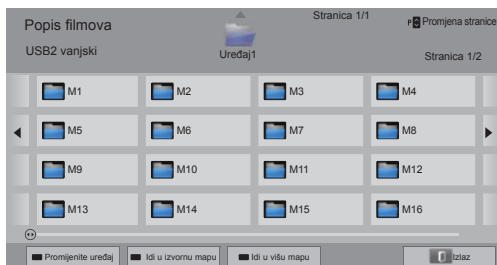 Popis filmova
Stranica 1/1
P Promjena stranice
USB2 vanjski
Uređaj1
Stranica 1/2
M1 M2 M3 M4
M5 M6 M7 M8
M9 M10 M11 M12
M13 M14 M15 M16
Promijenite uređaj Idi u izvornu mapu Idi u višu mapu Izlaz